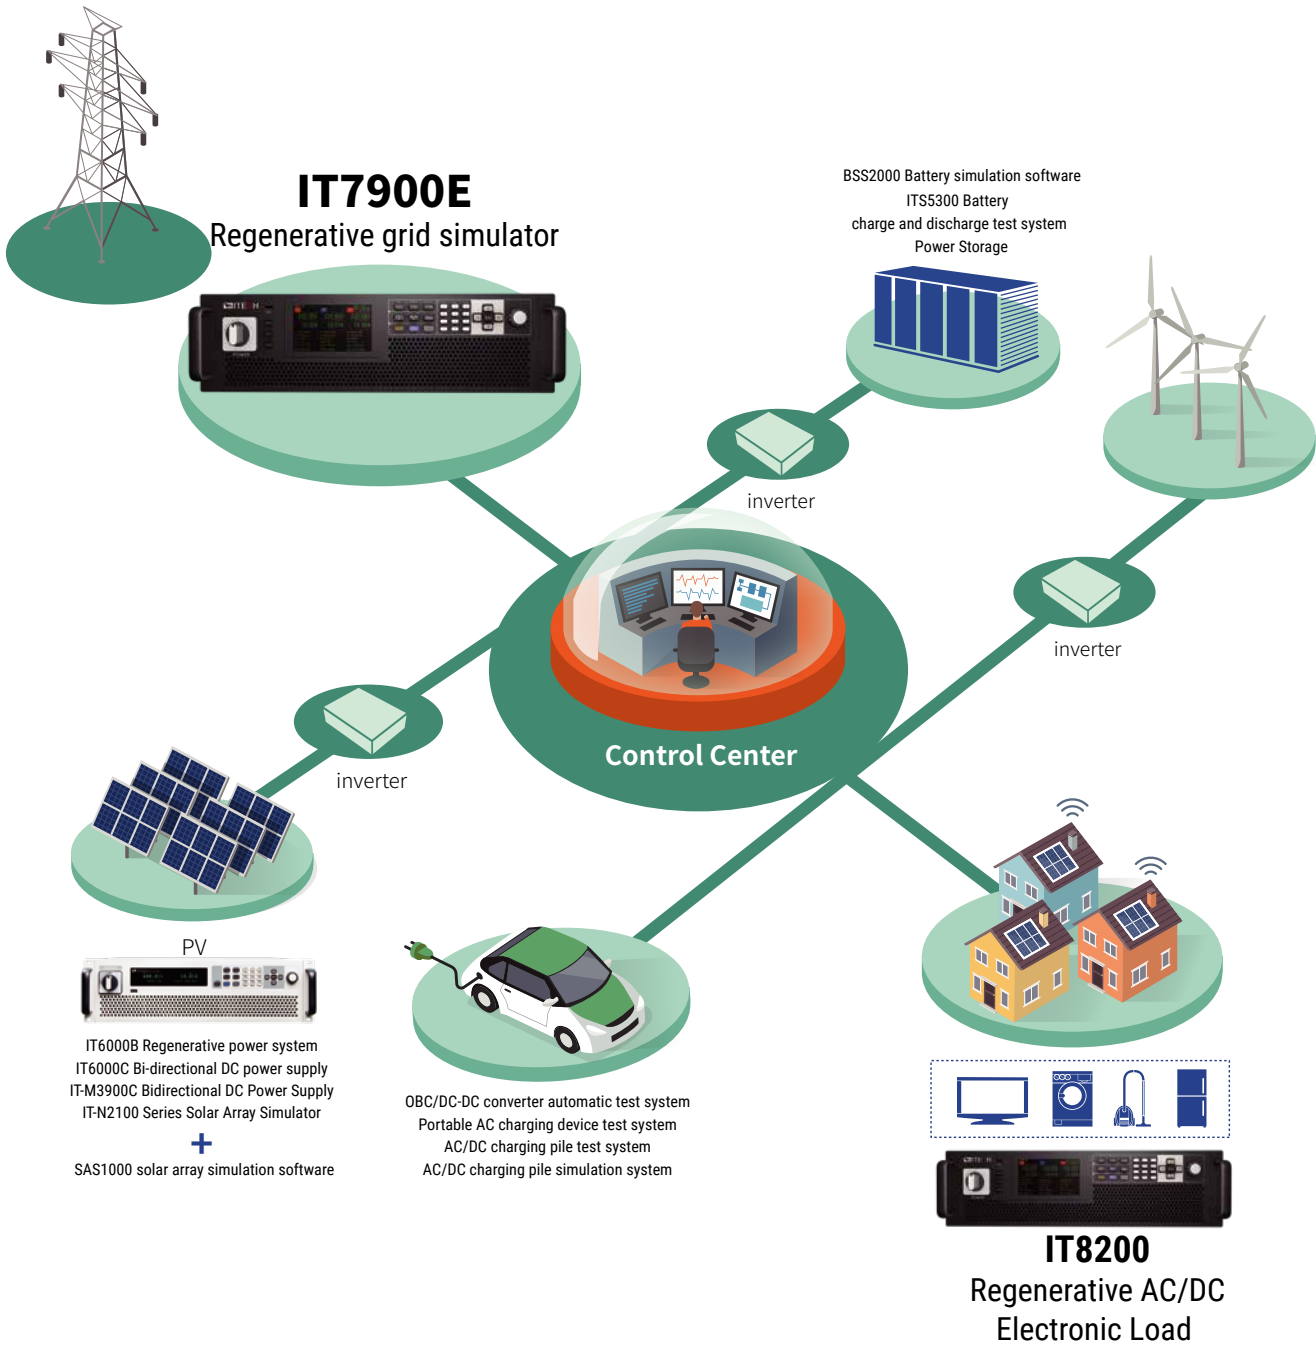 IT7900E
Regenerative grid simulator
ITECH
POWER
BSS2000 Battery simulation software
ITS5300 Battery
charge and discharge test system
Power Storage
inverter
inverter
Control Center
inverter
PV
IT6000B Regenerative power system
IT6000C Bi-directional DC power supply
IT-M3900C Bidirectional DC Power Supply
IT-N2100 Series Solar Array Simulator
+
SAS1000 solar array simulation software
OBC/DC-DC converter automatic test system
Portable AC charging device test system
AC/DC charging pile test system
AC/DC charging pile simulation system
ITECH
IT8200
Regenerative AC/DC
Electronic Load